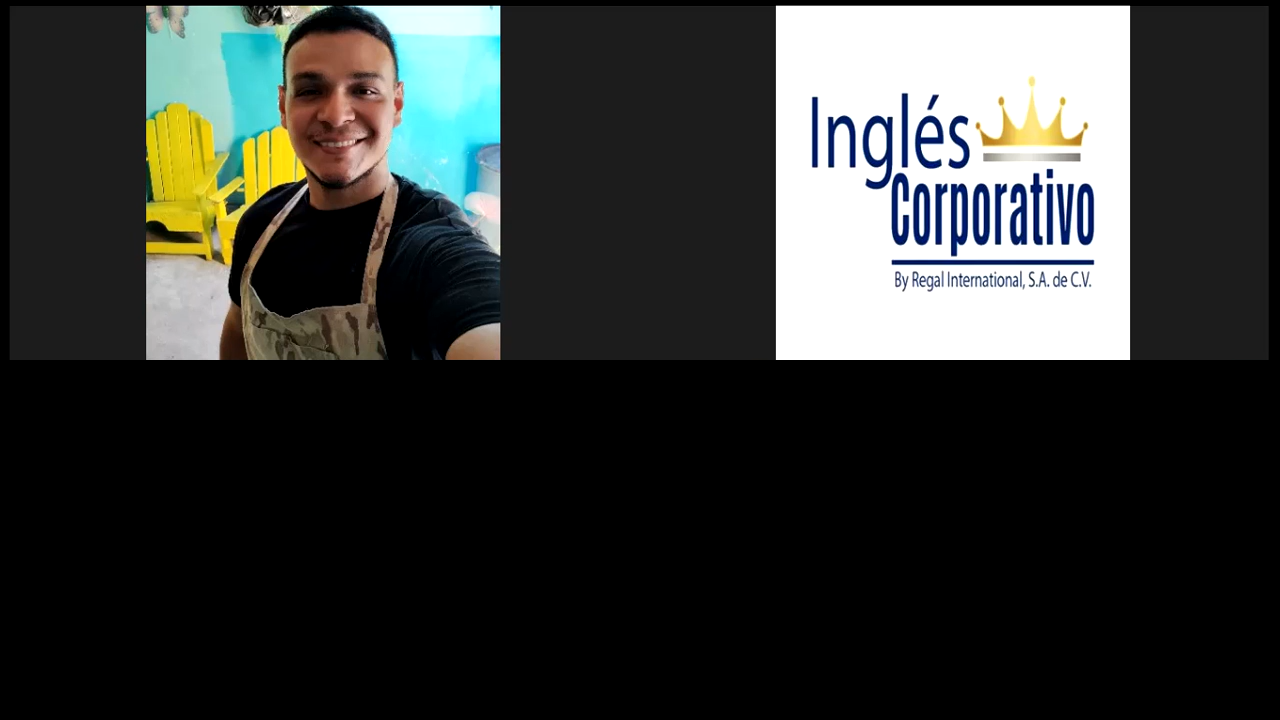 Inglés
Corporativo
By Regal International, S.A. de C.V.